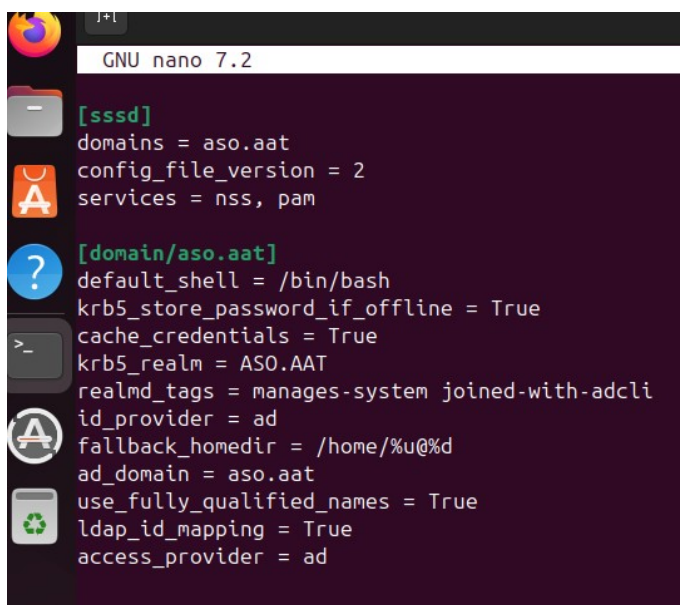 GNU nano 7.2
[sssd]
domains = aso.aat
config_file_version = 2
services = nss, pam
[domain/aso.aat]
default_shell = /bin/bash
krb5_store_password_if_offline = True
cache_credentials = True
krb5_realm = ASO.AAT
realmd_tags = manages-system joined-with-adcli
id_provider = ad
fallback_homedir = /home/%u@%d
ad_domain = aso.aat
use_fully_qualified_names = True
ldap_id_mapping = True
access_provider = ad